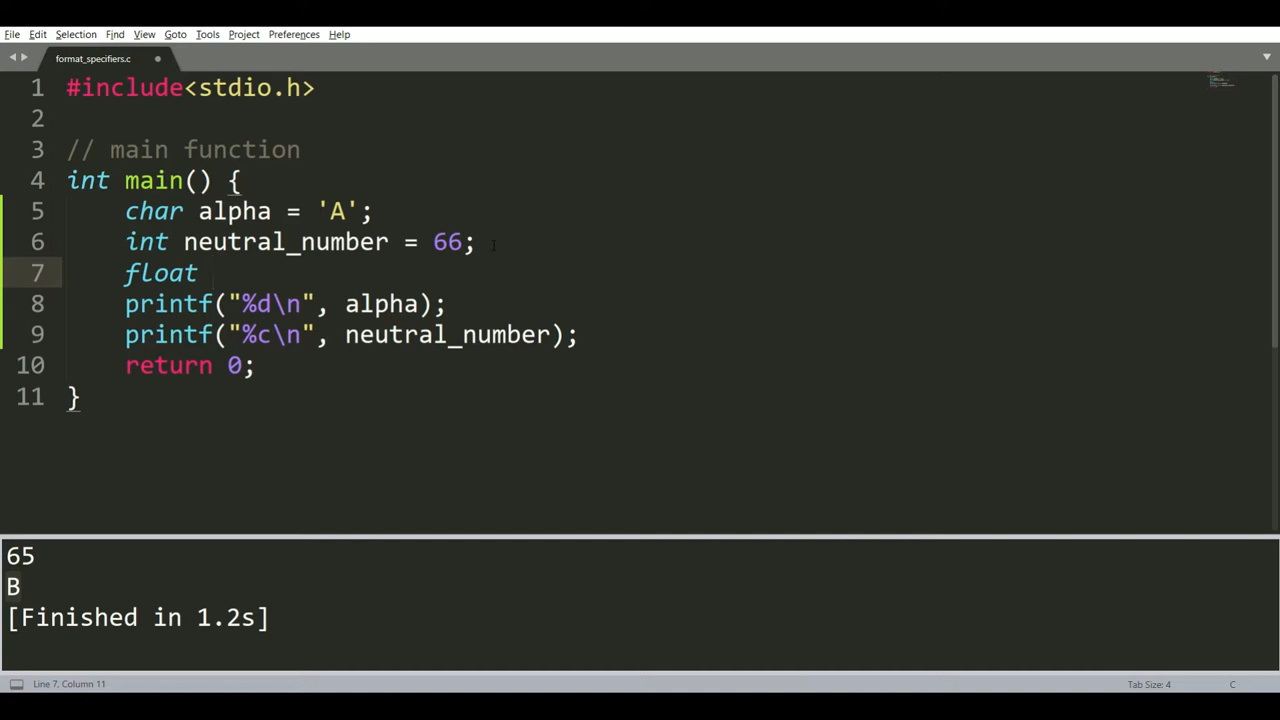 File Edit Selection Find View Goto Tools Project Preferences Help
format_specifiers.c
1 #include<stdio.h>
2
3 // main function
4 int main() {
5 char alpha = 'A';
6 int neutral_number = 66;
7 float
8 printf("%d\n", alpha);
9 printf("%c\n", neutral_number);
10 return 0;
11 }
65
B
[Finished in 1.2s]
Line 7, Column 11 Tab Size: 4 C